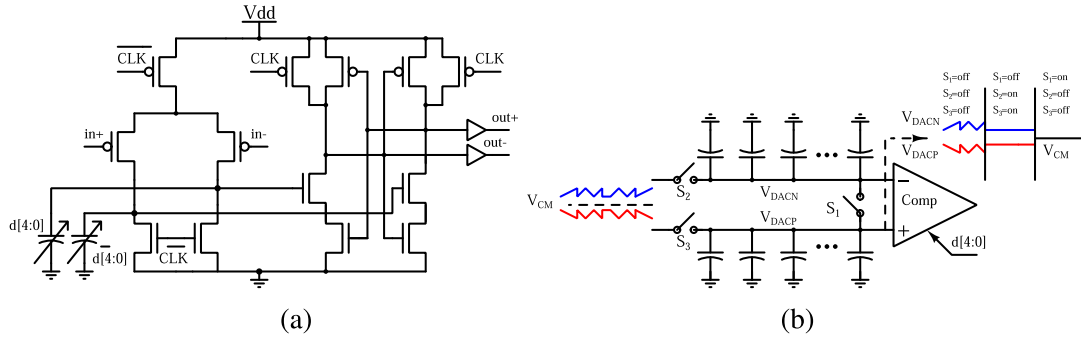 Vdd
CLK
CLK
CLK
in+
in-
out+
out-
d[4:0]
d[4:0]
CLK
(a)
S1=off S1=off S1=on
S2=off S2=on S2=off
S3=off S3=on S3=off
VDACN
VDACP
VCM
VCM
S2
VDACN
S1
Comp
VDACP
S3
d[4:0]
(b)